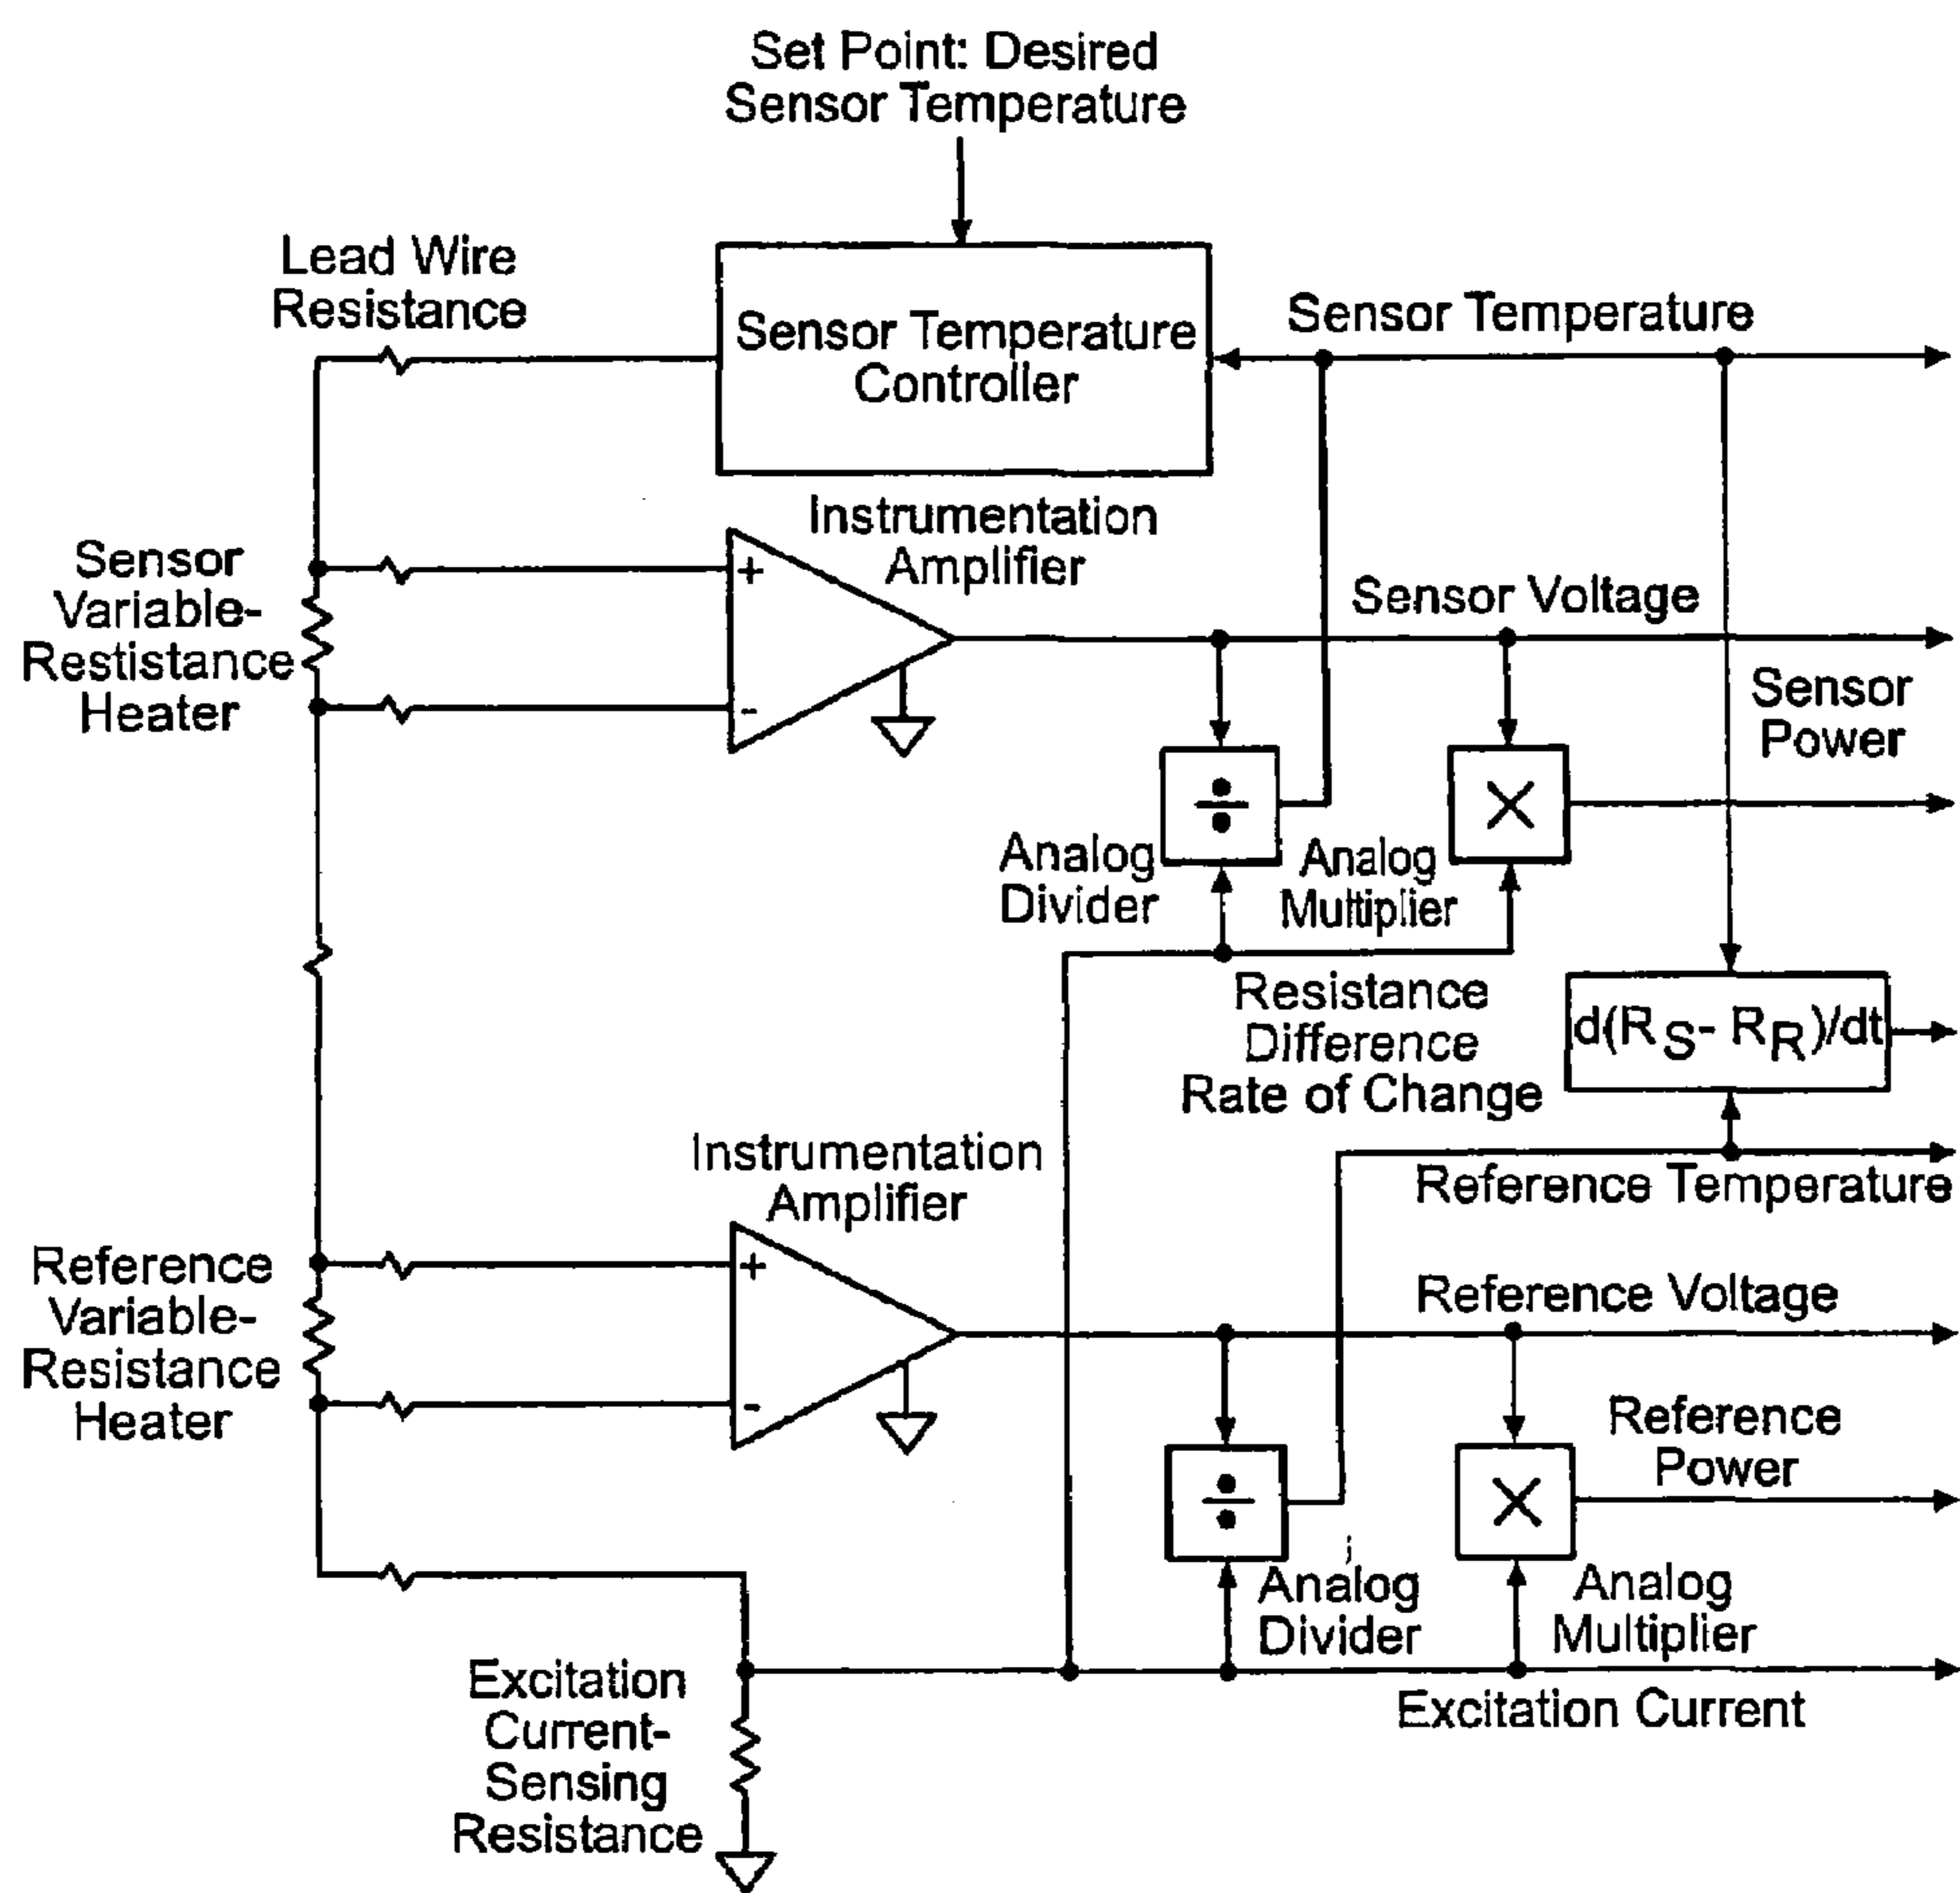 Set Point: Desired
Sensor Temperature
Lead Wire
Resistance
Sensor Temperature
Controller
Sensor Temperature
Instrumentation
Amplifier
Sensor
Variable-
Restistance
Heater
+
-
Sensor Voltage
Sensor
Power
÷
×
Analog
Divider
Analog
Multiplier
Resistance
Difference
Rate of Change
d(RS- RR)/dt
Instrumentation
Amplifier
Reference Temperature
Reference
Variable-
Resistance
Heater
+
-
Reference Voltage
Reference
Power
÷
×
Analog
Divider
Analog
Multiplier
Excitation
Current-
Sensing
Resistance
Excitation Current